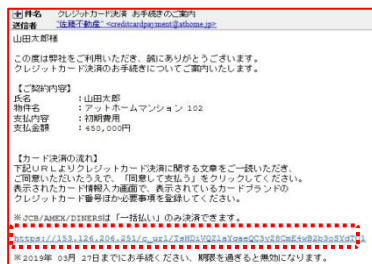 件名 クレジットカード決済 お手続きのご案内
送信者 "佐藤不動産" <creditcardpayment@athome.jp>
山田太郎様
この度は弊社をご利用いただき、誠にありがとうございます。
クレジットカード決済のお手続きについてご案内いたします。
【ご契約内容】
氏名 ：山田太郎
物件名 ：アットホームマンション 102
支払内容 ：初期費用
支払金額 ：450,000円
【カード決済の流れ】
下記URLよりクレジットカード決済に関する文章をご一読いただき、
ご同意いただいたうえで、「同意して支払う」をクリックしてください。
表示されたカード情報入力画面で、表示されているカードブランドの
クレジットカード番号ほか必要事項を登録してください。
※JCB/AMEX/DINERSは「一括払い」のみ決済できます。
※2019年 03月 27日までにお手続ください、期限を過ぎると無効になります。